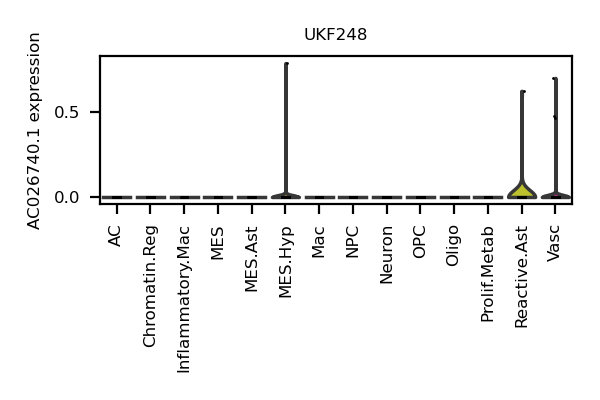 UKF248
AC026740.1 expression
0.5
0.0
AC
Chromatin.Reg
Inflammatory.Mac
MES
MES.Ast
MES.Hyp
Mac
NPC
Neuron
OPC
Oligo
Prolif.Metab
Reactive.Ast
Vasc